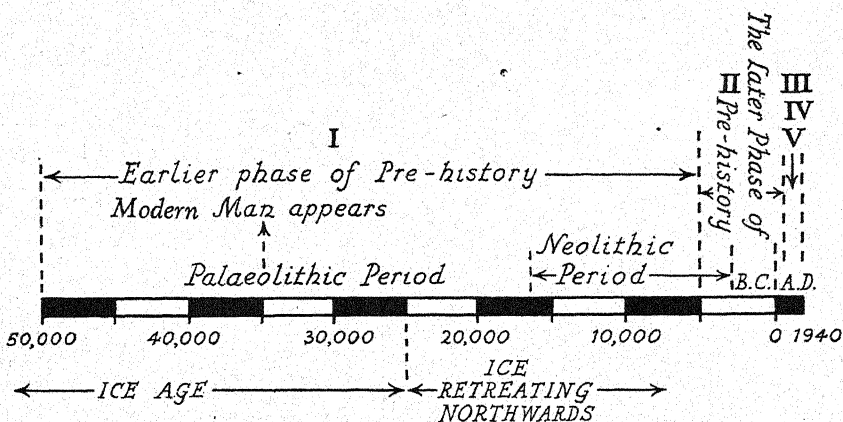 I
Earlier phase of Pre-history
Modern Man appears
Palaeolithic Period
Neolithic
Period
II
The Later Phase of
Pre-history
III
IV
V
B.C. A.D.
50,000 40,000 30,000 20,000 10,000 0 1940
ICE AGE
ICE
RETREATING
NORTHWARDS